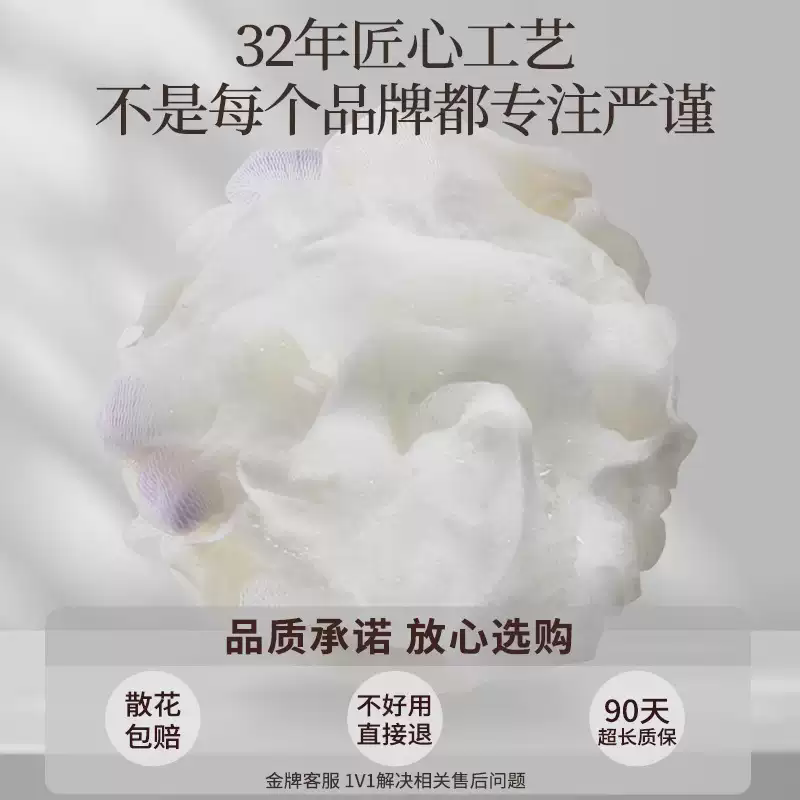 32年匠心工艺
不是每个品牌都专注严谨
品质承诺 放心选购
散花
包赔
不好用
直接退
90天
超长质保
金牌客服 1V1解决相关售后问题